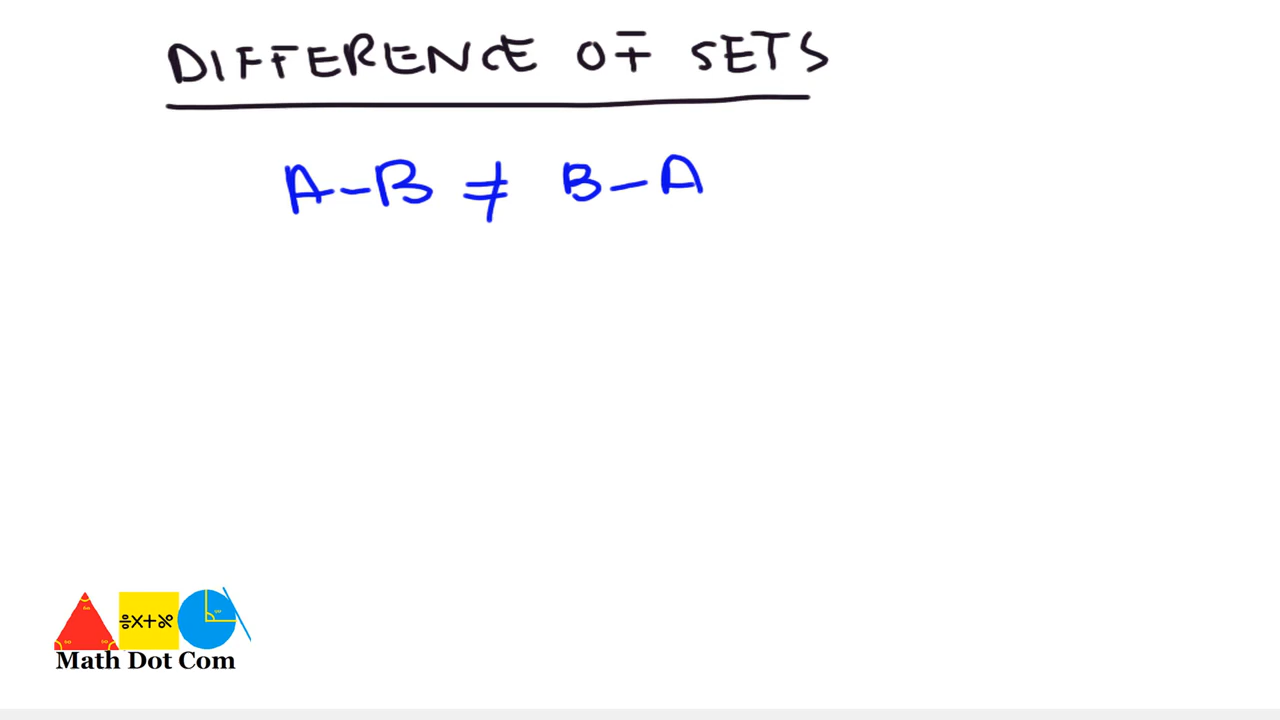 DIFFERENCE OF SETS
A-B ≠ B-A
÷x+%
Math Dot Com